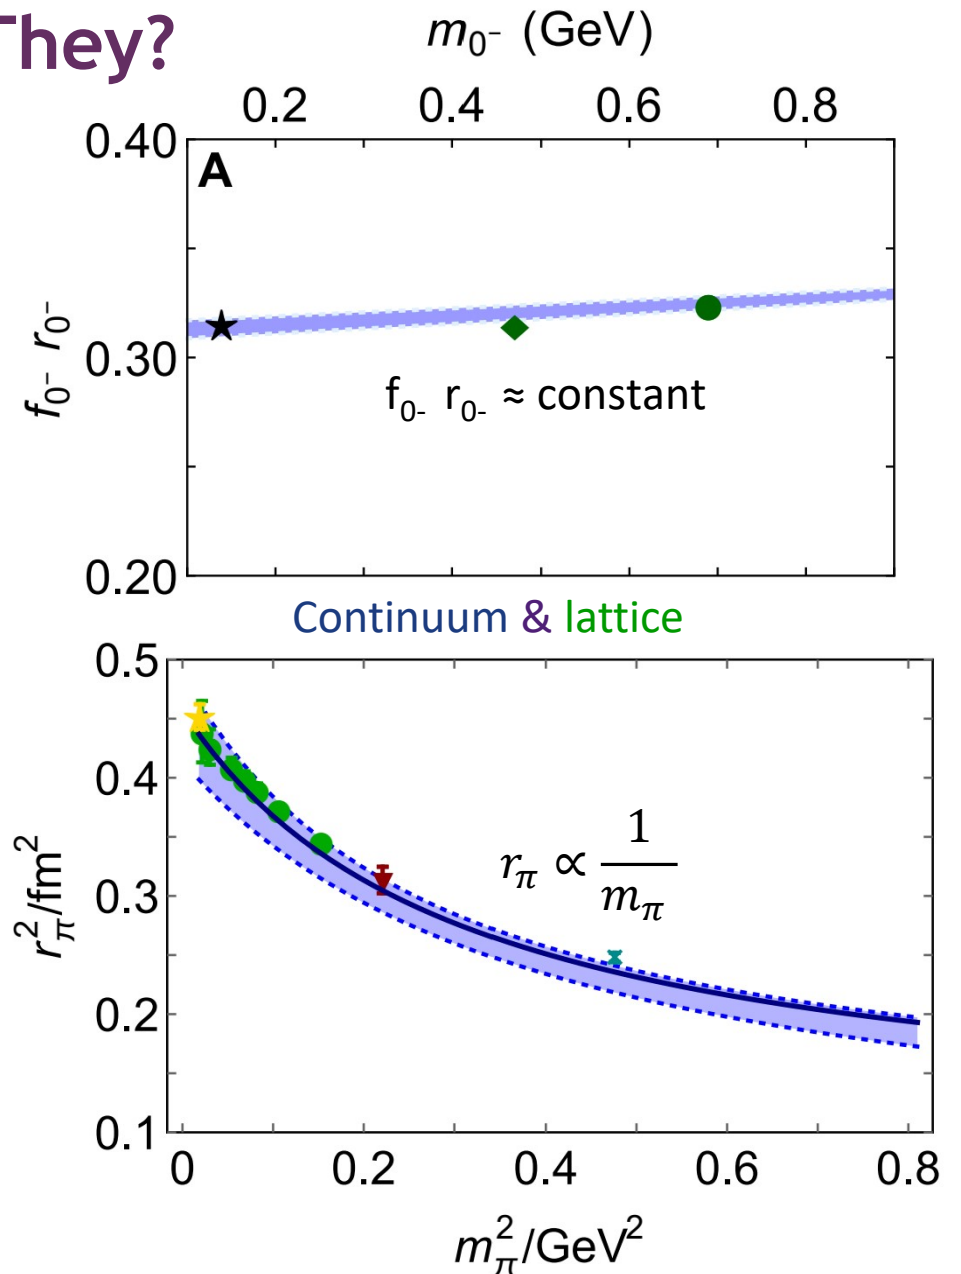 They?
m₀⁻ (GeV)
0.2 0.4 0.6 0.8
0.40
A
0.30
0.20
f₀⁻ r₀⁻
f₀₋ r₀₋ ≈ constant
Continuum & lattice
0.5
0.4
0.3
0.2
0.1
r²π/fm²
rπ ∝ 1/mπ
0 0.2 0.4 0.6 0.8
m²π/GeV²